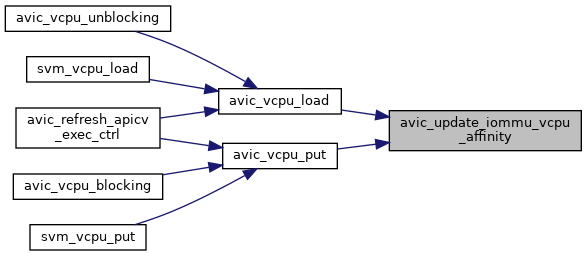 avic_vcpu_unblocking
svm_vcpu_load
avic_vcpu_load
avic_refresh_apicv
_exec_ctrl
avic_update_iommu_vcpu
_affinity
avic_vcpu_put
avic_vcpu_blocking
svm_vcpu_put